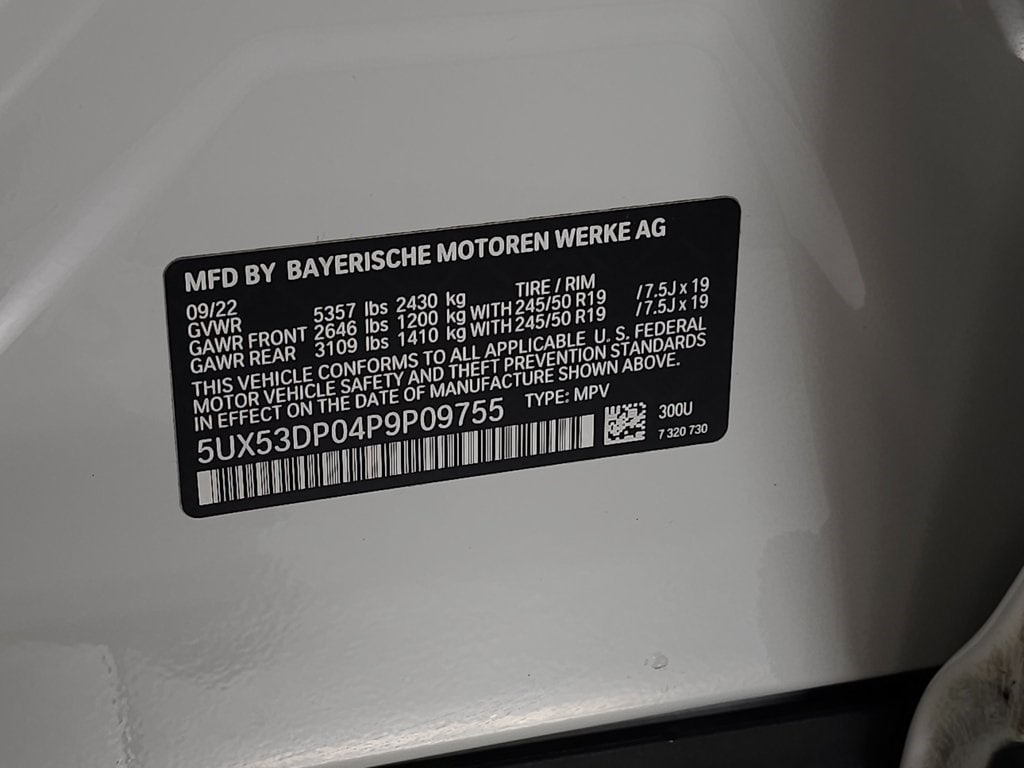 MFD BY BAYERISCHE MOTOREN WERKE AG
09/22 TIRE / RIM
GVWR 5357 lbs 2430 kg
GAWR FRONT 2646 lbs 1200 kg WITH 245/50 R19 /7.5J x 19
GAWR REAR 3109 lbs 1410 kg WITH 245/50 R19 /7.5J x 19
THIS VEHICLE CONFORMS TO ALL APPLICABLE U.S. FEDERAL
MOTOR VEHICLE SAFETY AND THEFT PREVENTION STANDARDS
IN EFFECT ON THE DATE OF MANUFACTURE SHOWN ABOVE.
5UX53DP04P9P09755 TYPE: MPV
300U
7 320 730